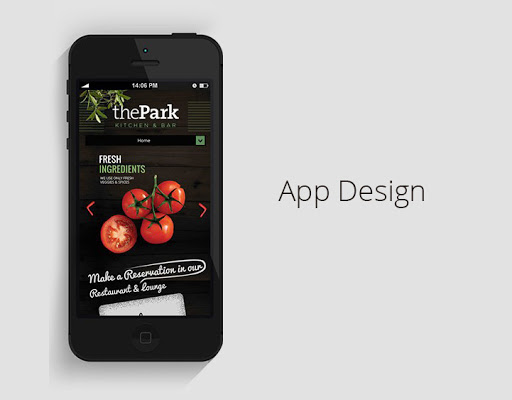 14:06 PM
thePark
KITCHEN & BAR
Home
FRESH
INGREDIENTS
WE USE ONLY FRESH
VEGGIES & SPICES
Make a Reservation in our
Restaurant & Lounge
App Design